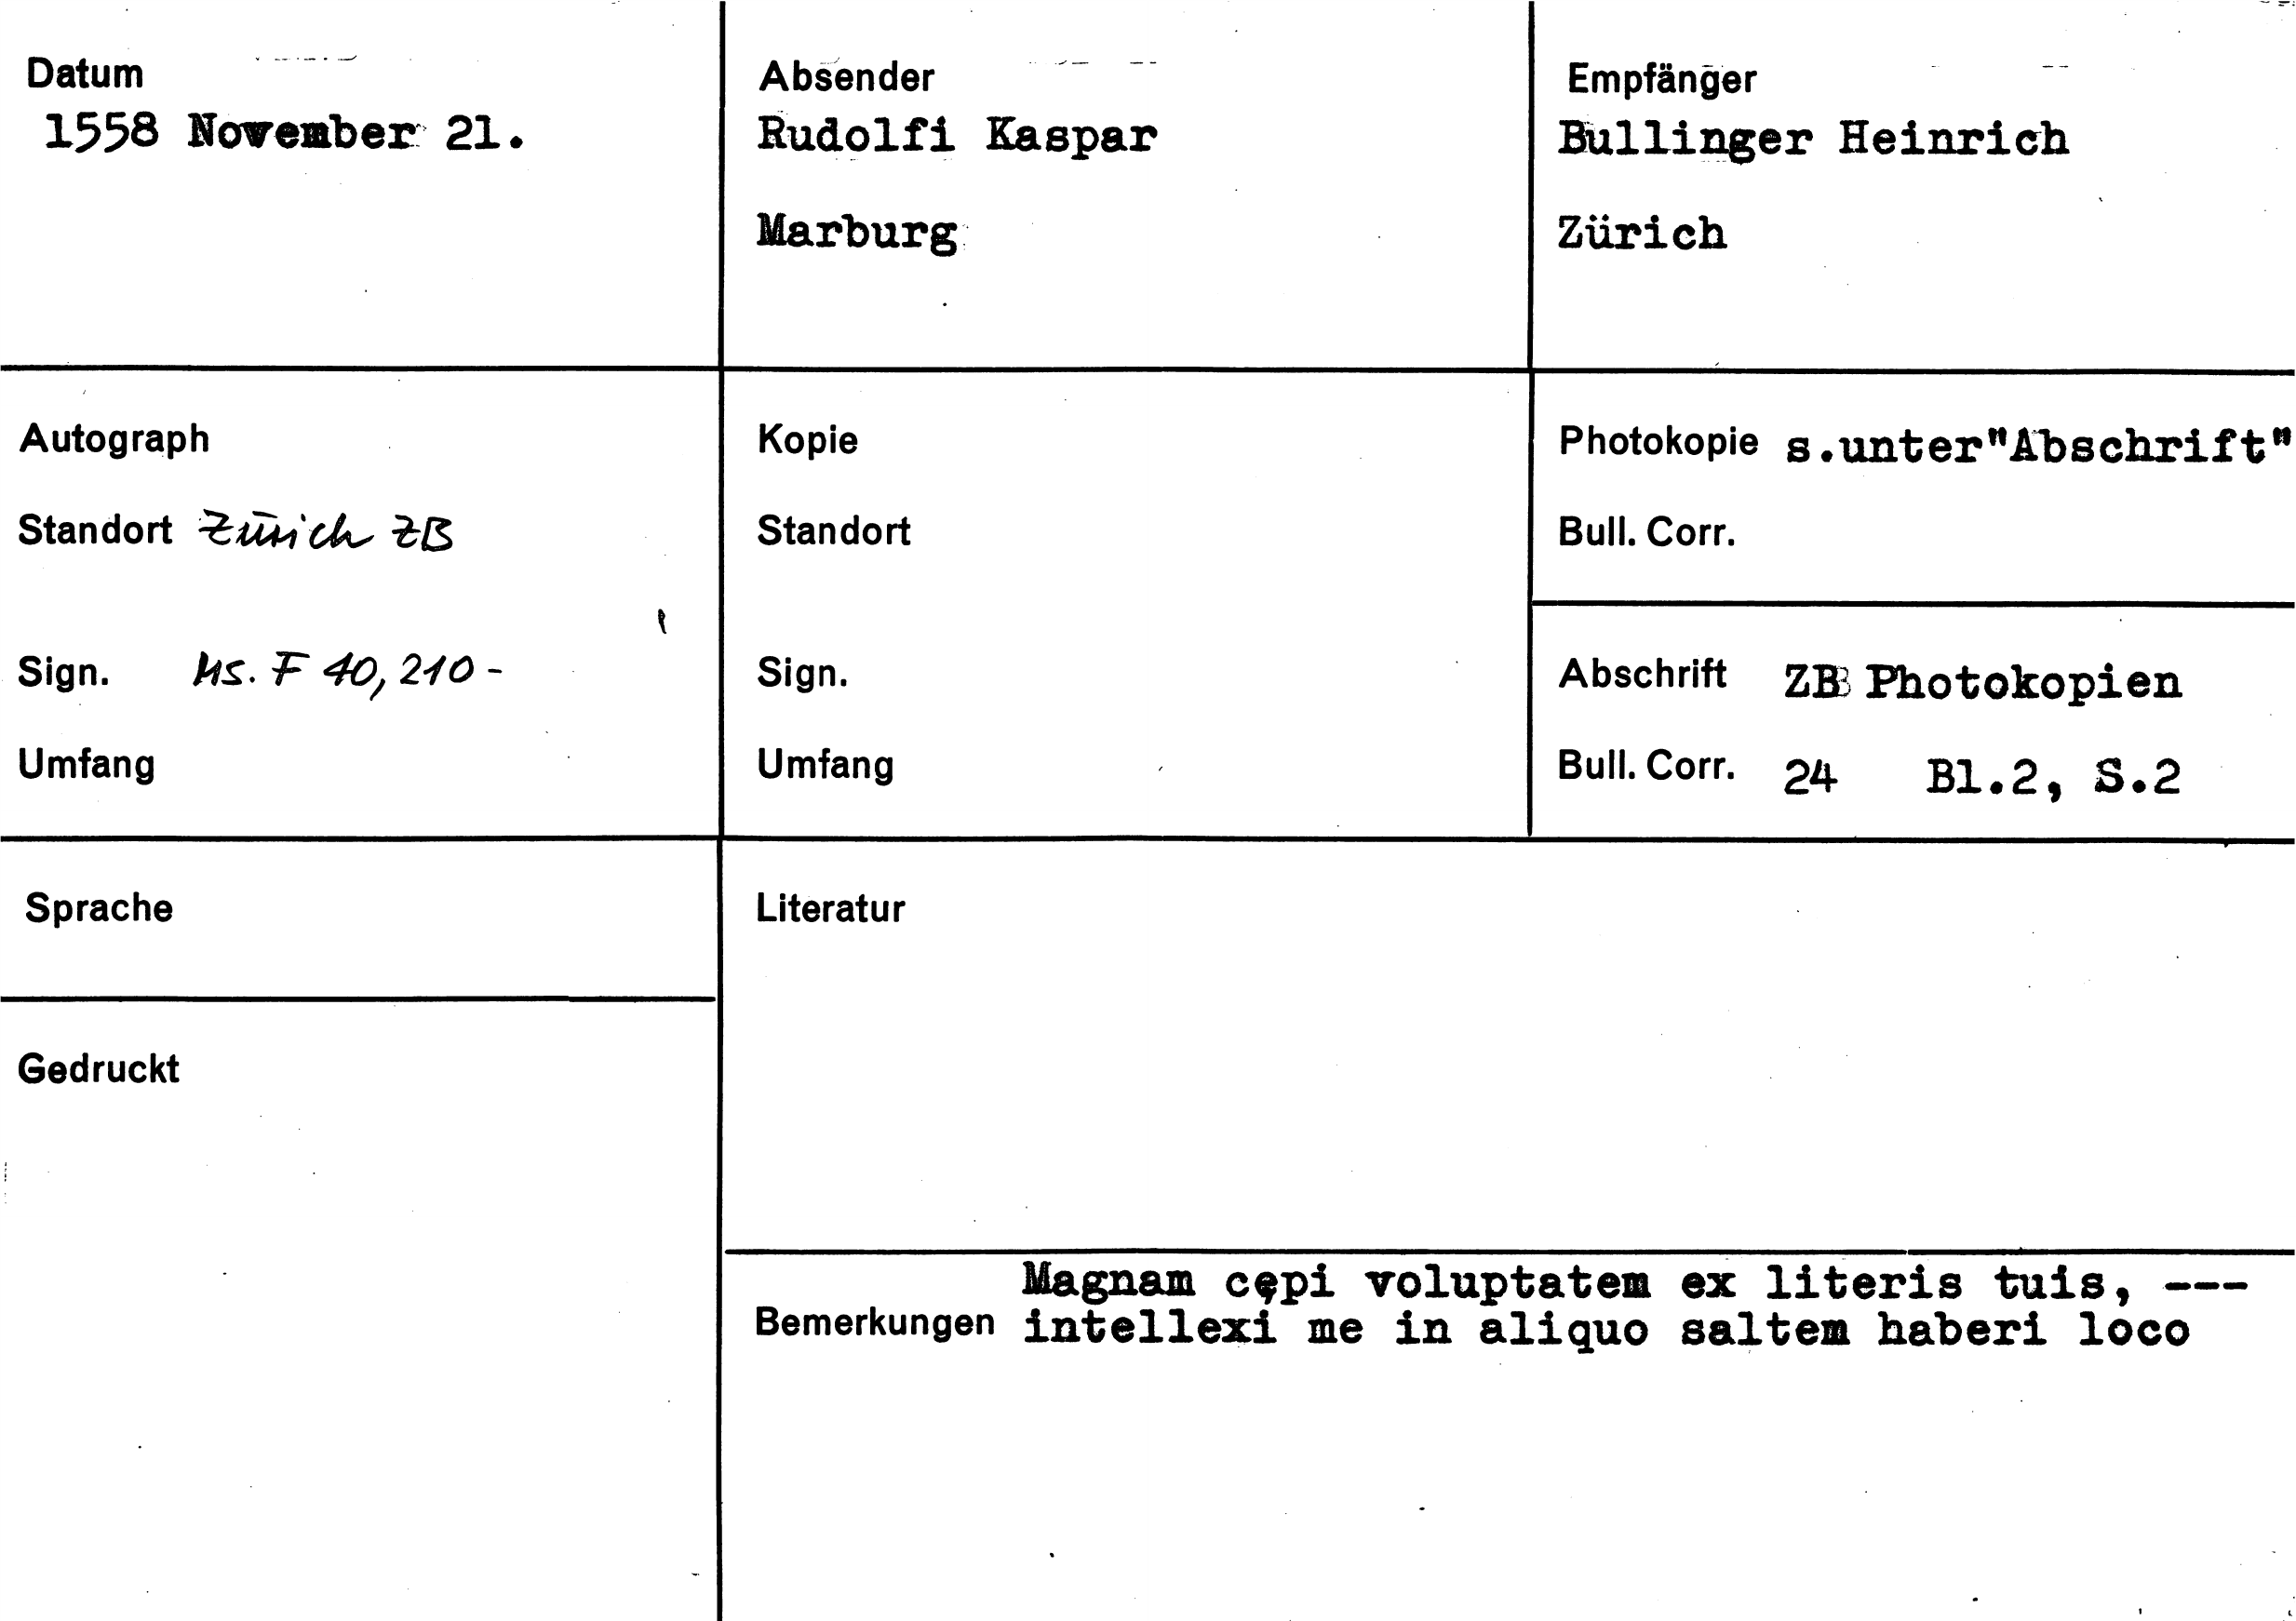 Datum
1558 November 21.
Absender
Rudolfi Kaspar
Marburg
Empfänger
Bullinger Heinrich
Zürich
Autograph
Standort Zürich ZB
Sign. Ms. F 40, 210-
Umfang
Kopie
Standort
Sign.
Umfang
Photokopie s.unter"Abschrift"
Bull. Corr.
Abschrift ZB Photokopien
Bull. Corr. 24 Bl.2, S.2
Sprache
Gedruckt
Literatur
Magnam cępi voluptatem ex literis tuis, ---
Bemerkungen intellexi me in aliquo saltem haberi loco